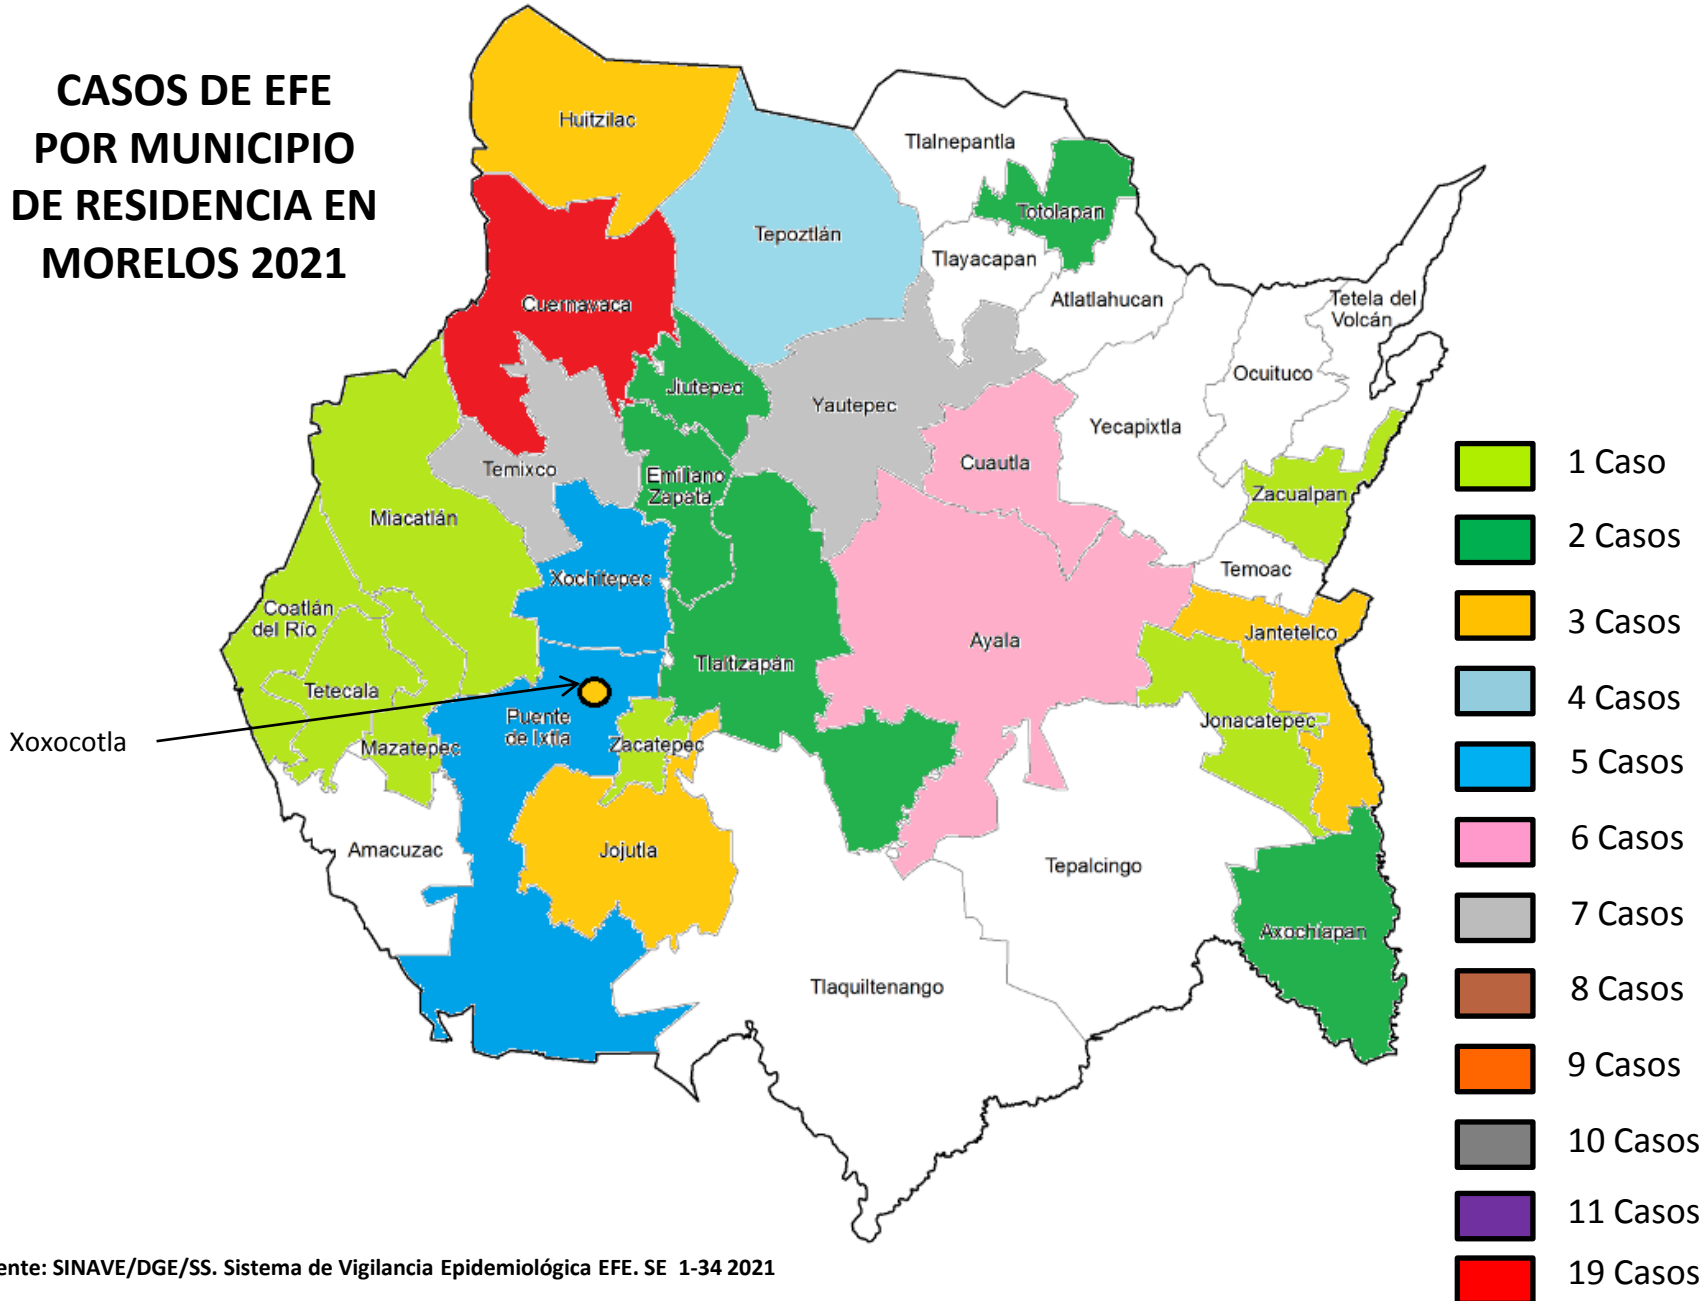 CASOS DE EFE
POR MUNICIPIO
DE RESIDENCIA EN
MORELOS 2021
Huitzilac
Tlalnepantla
Totolapan
Tepoztlán
Tlayacapan
Atlatlahucan
Tetela del
Volcán
Cuernavaca
Ocuituco
Jiutepec
Yautepec
Yecapixtla
Cuautla
Temixco
Emiliano
Zapata
Zacualpan
Miacatlán
Xochitepec
Temoac
Coatlán
del Río
Ayala
Jantetelco
Tlaltizapán
Tetecala
Puente
de Ixtla
Jonacatepec
Xoxocotla
Mazatepec
Zacatepec
Amacuzac
Jojutla
Tepalcingo
Axochiapan
Tlaquiltenango
1 Caso
2 Casos
3 Casos
4 Casos
5 Casos
6 Casos
7 Casos
8 Casos
9 Casos
10 Casos
11 Casos
19 Casos
ente: SINAVE/DGE/SS. Sistema de Vigilancia Epidemiológica EFE. SE 1-34 2021